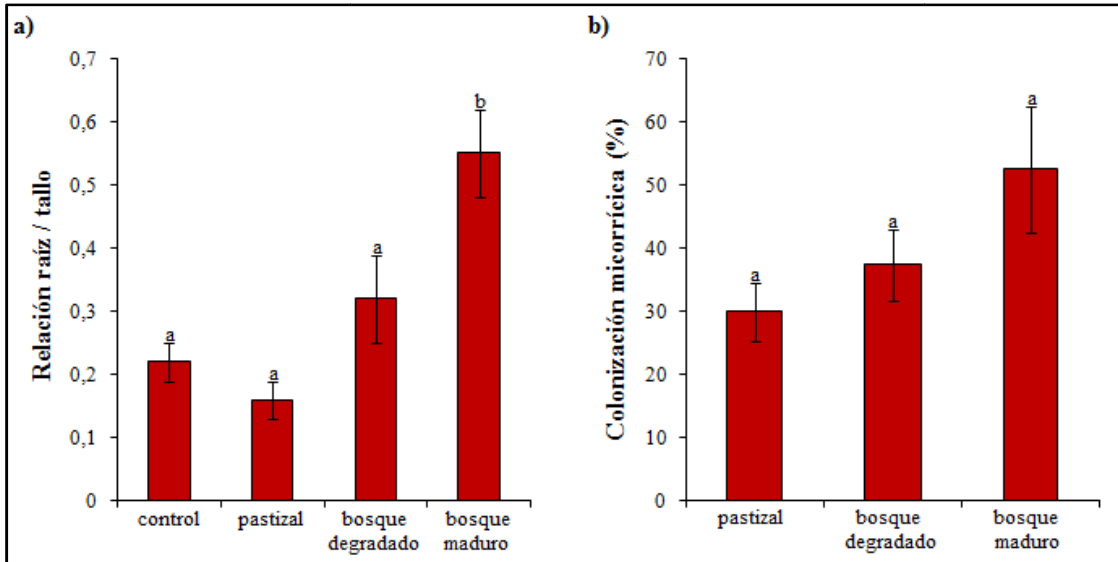 a)
Relación raíz / tallo
0,7
0,6
0,5
0,4
0,3
0,2
0,1
0
a
a
a
b
control
pastizal
bosque
degradado
bosque
maduro
b)
Colonización micorrícica (%)
70
60
50
40
30
20
10
0
a
a
a
pastizal
bosque
degradado
bosque
maduro